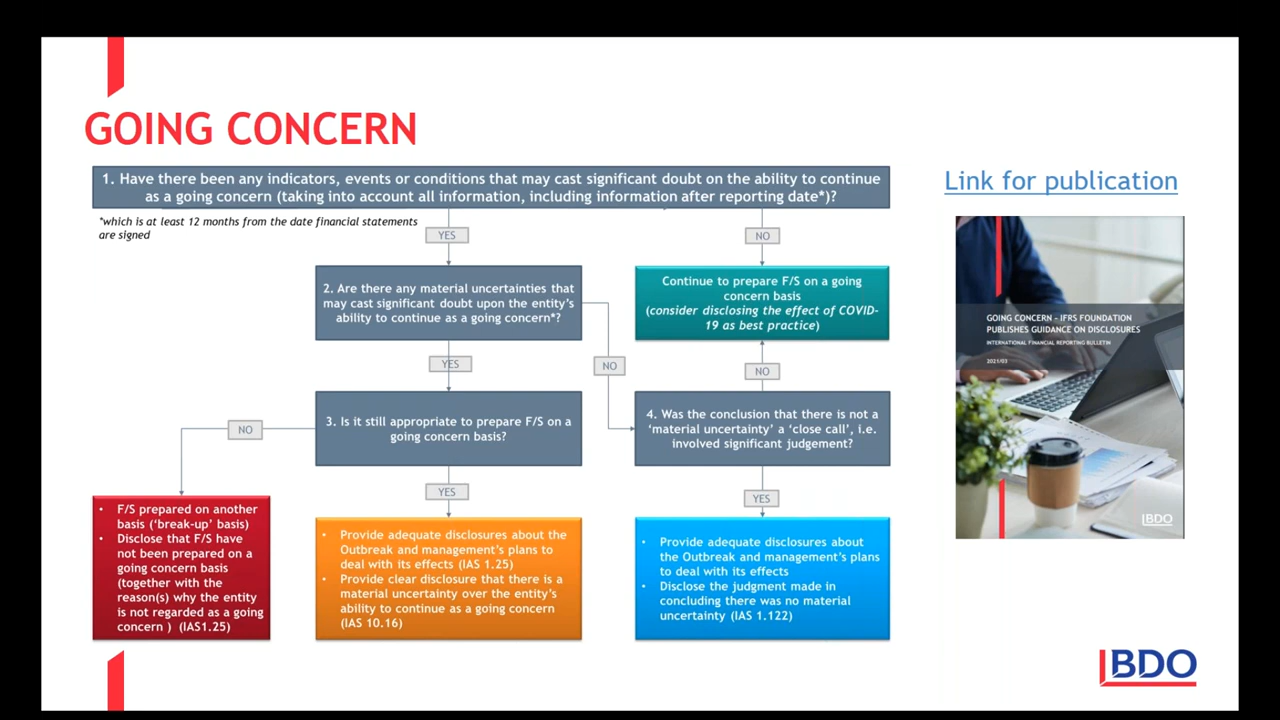 GOING CONCERN
1. Have there been any indicators, events or conditions that may cast significant doubt on the ability to continue
as a going concern (taking into account all information, including information after reporting date*)?
*which is at least 12 months from the date financial statements
are signed
YES
NO
2. Are there any material uncertainties that
may cast significant doubt upon the entity's
ability to continue as a going concern*?
Continue to prepare F/S on a going
concern basis
(consider disclosing the effect of COVID-
19 as best practice)
YES
NO
NO
3. Is it still appropriate to prepare F/S on a
going concern basis?
4. Was the conclusion that there is not a
‘material uncertainty’ a ‘close call’, i.e.
involved significant judgement?
NO
YES
YES
• F/S prepared on another
basis (‘break-up’ basis)
• Disclose that F/S have
not been prepared on a
going concern basis
(together with the
reason(s) why the entity
is not regarded as a going
concern ) (IAS1.25)
• Provide adequate disclosures about the
Outbreak and management's plans to
deal with its effects (IAS 1.25)
• Provide clear disclosure that there is a
material uncertainty over the entity's
ability to continue as a going concern
(IAS 10.16)
• Provide adequate disclosures about
the Outbreak and management's plans
to deal with its effects
• Disclose the judgment made in
concluding there was no material
uncertainty (IAS 1.122)
Link for publication
GOING CONCERN – IFRS FOUNDATION
PUBLISHES GUIDANCE ON DISCLOSURES
INTERNATIONAL FINANCIAL REPORTING BULLETIN
2021/03
BDO
BDO